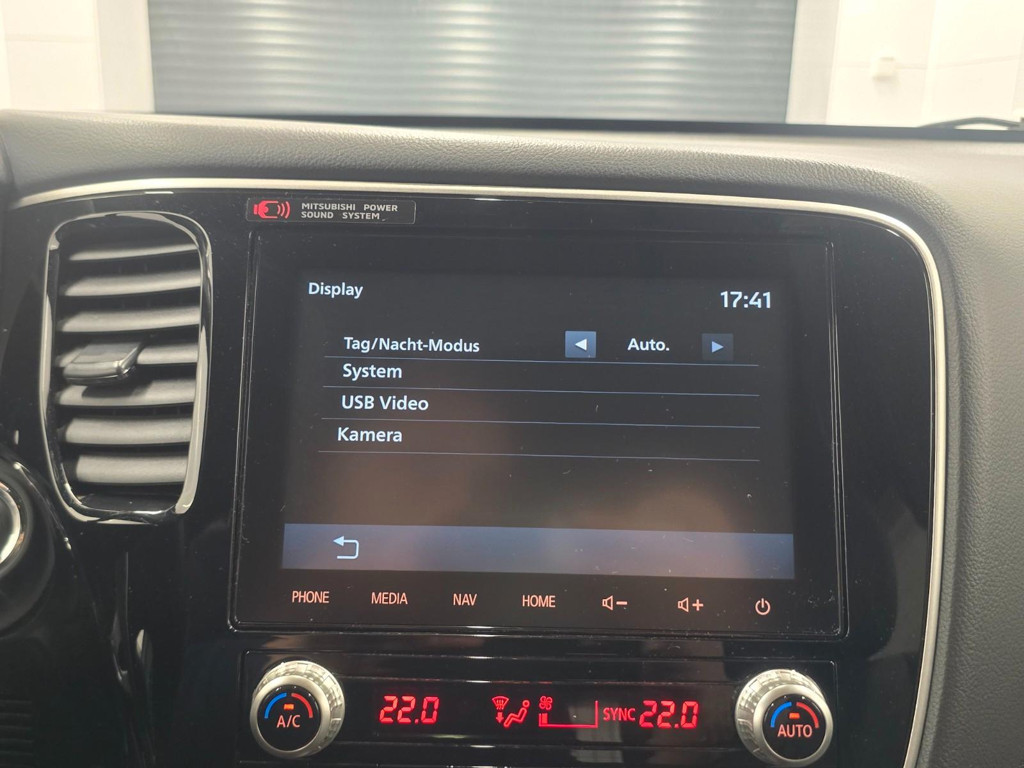 MITSUBISHI POWER
SOUND SYSTEM
Display
17:41
Tag/Nacht-Modus
Auto.
System
USB Video
Kamera
PHONE MEDIA NAV HOME
A/C
22.0
SYNC 22.0
AUTO